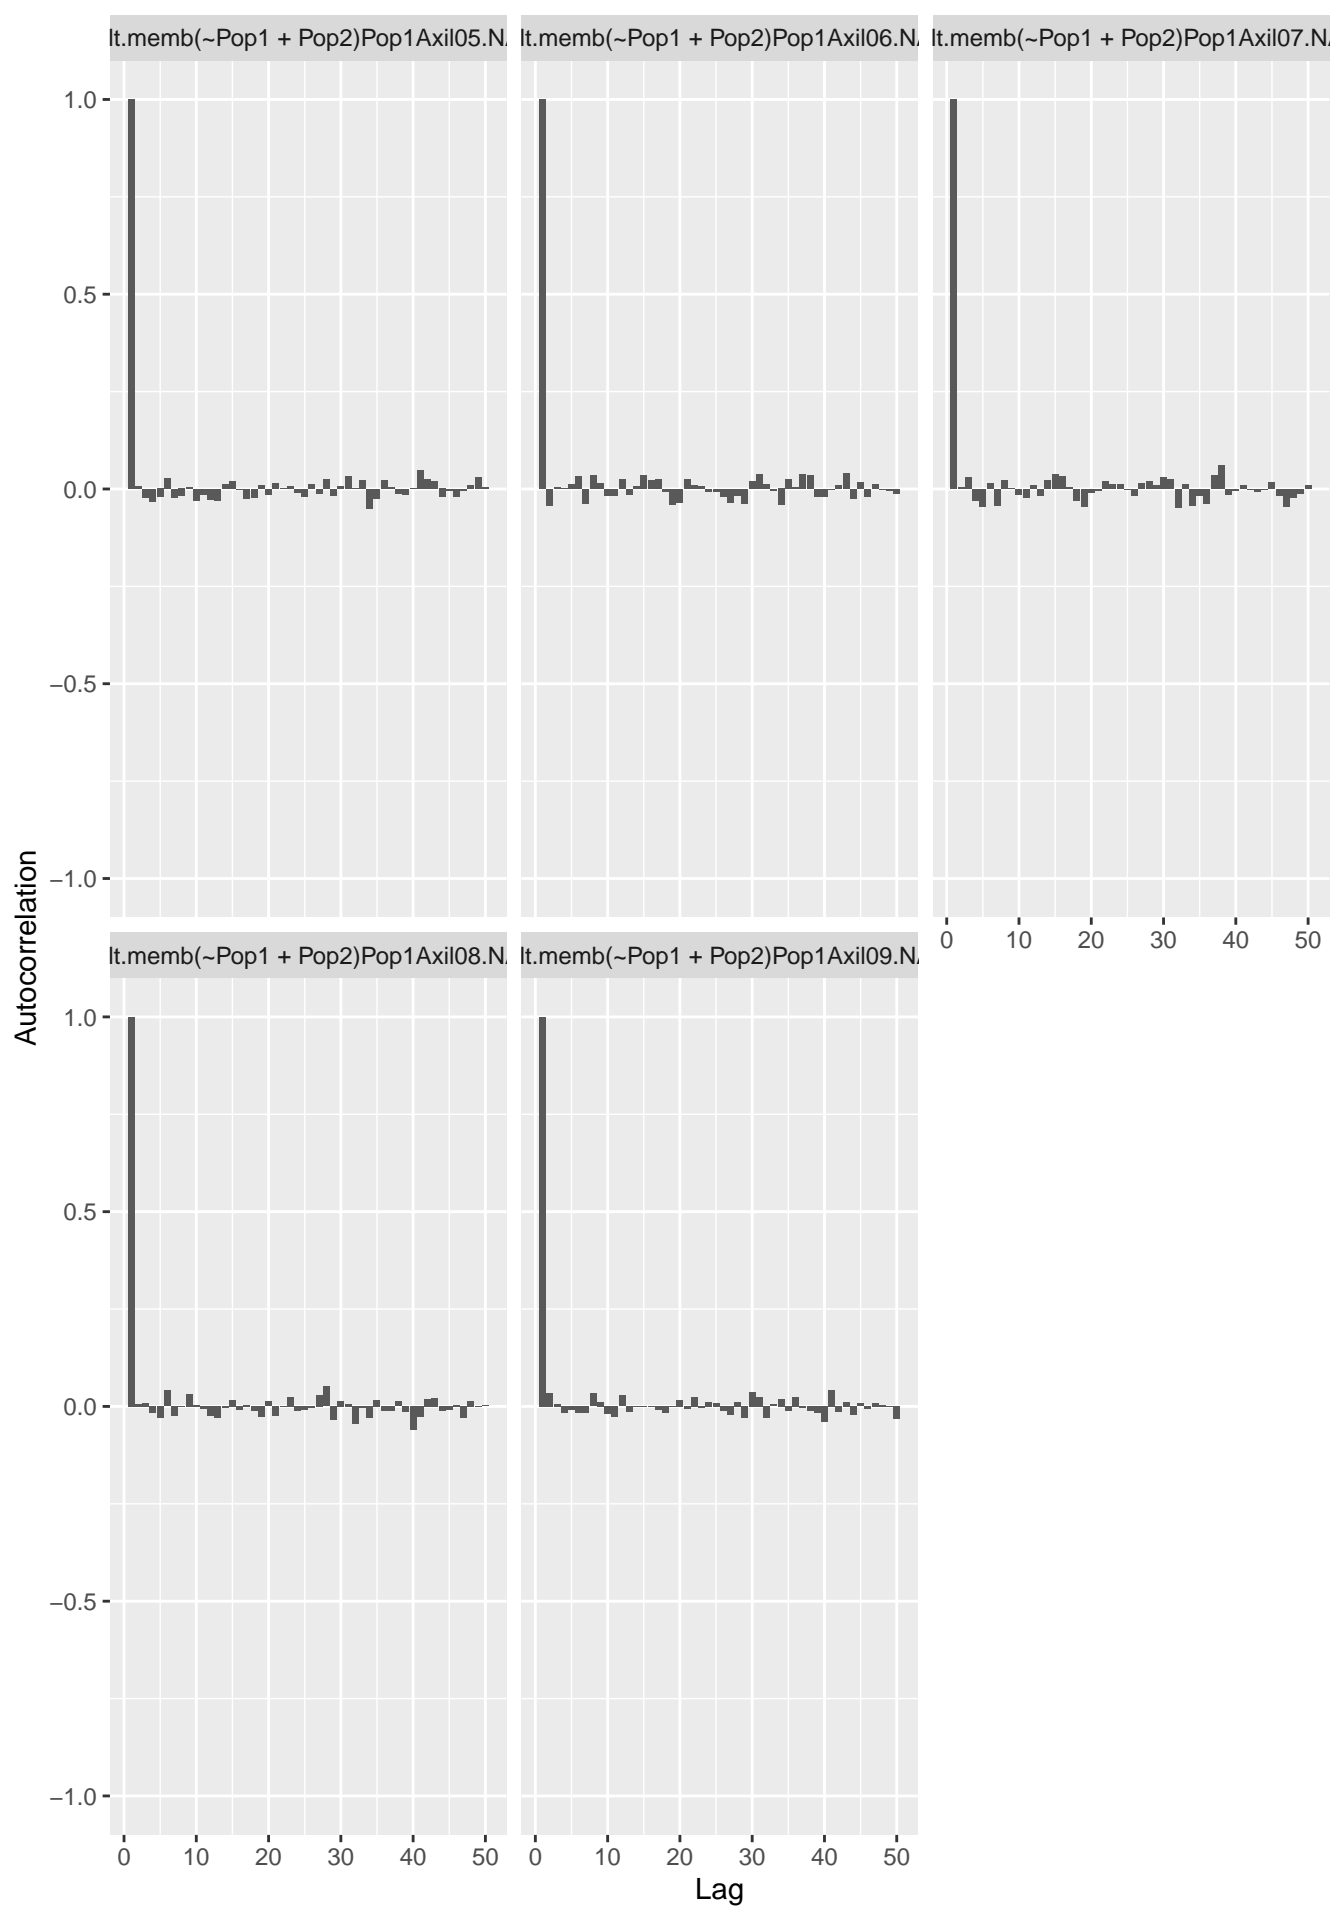 lt.memb(~Pop1 + Pop2)Pop1Axil05.N
lt.memb(~Pop1 + Pop2)Pop1Axil06.N
lt.memb(~Pop1 + Pop2)Pop1Axil07.N
1.0
0.5
0.0
−0.5
−1.0
0 10 20 30 40 50
Autocorrelation
lt.memb(~Pop1 + Pop2)Pop1Axil08.N
lt.memb(~Pop1 + Pop2)Pop1Axil09.N
1.0
0.5
0.0
−0.5
−1.0
0 10 20 30 40 50
0 10 20 30 40 50
Lag